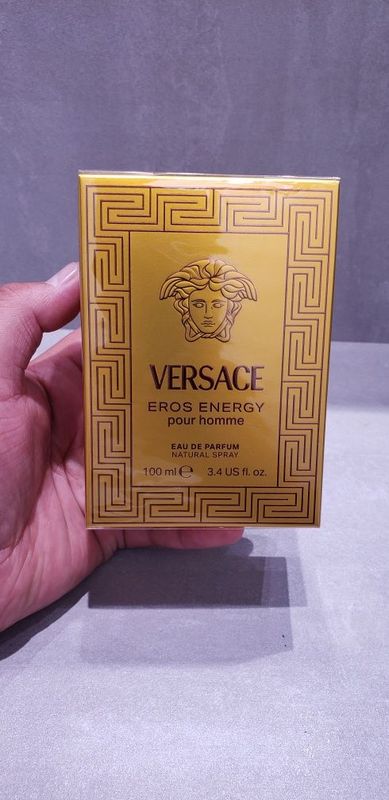 VERSACE
EROS ENERGY
pour homme
EAU DE PARFUM
NATURAL SPRAY
100 ml ℮ 3.4 US fl. oz.